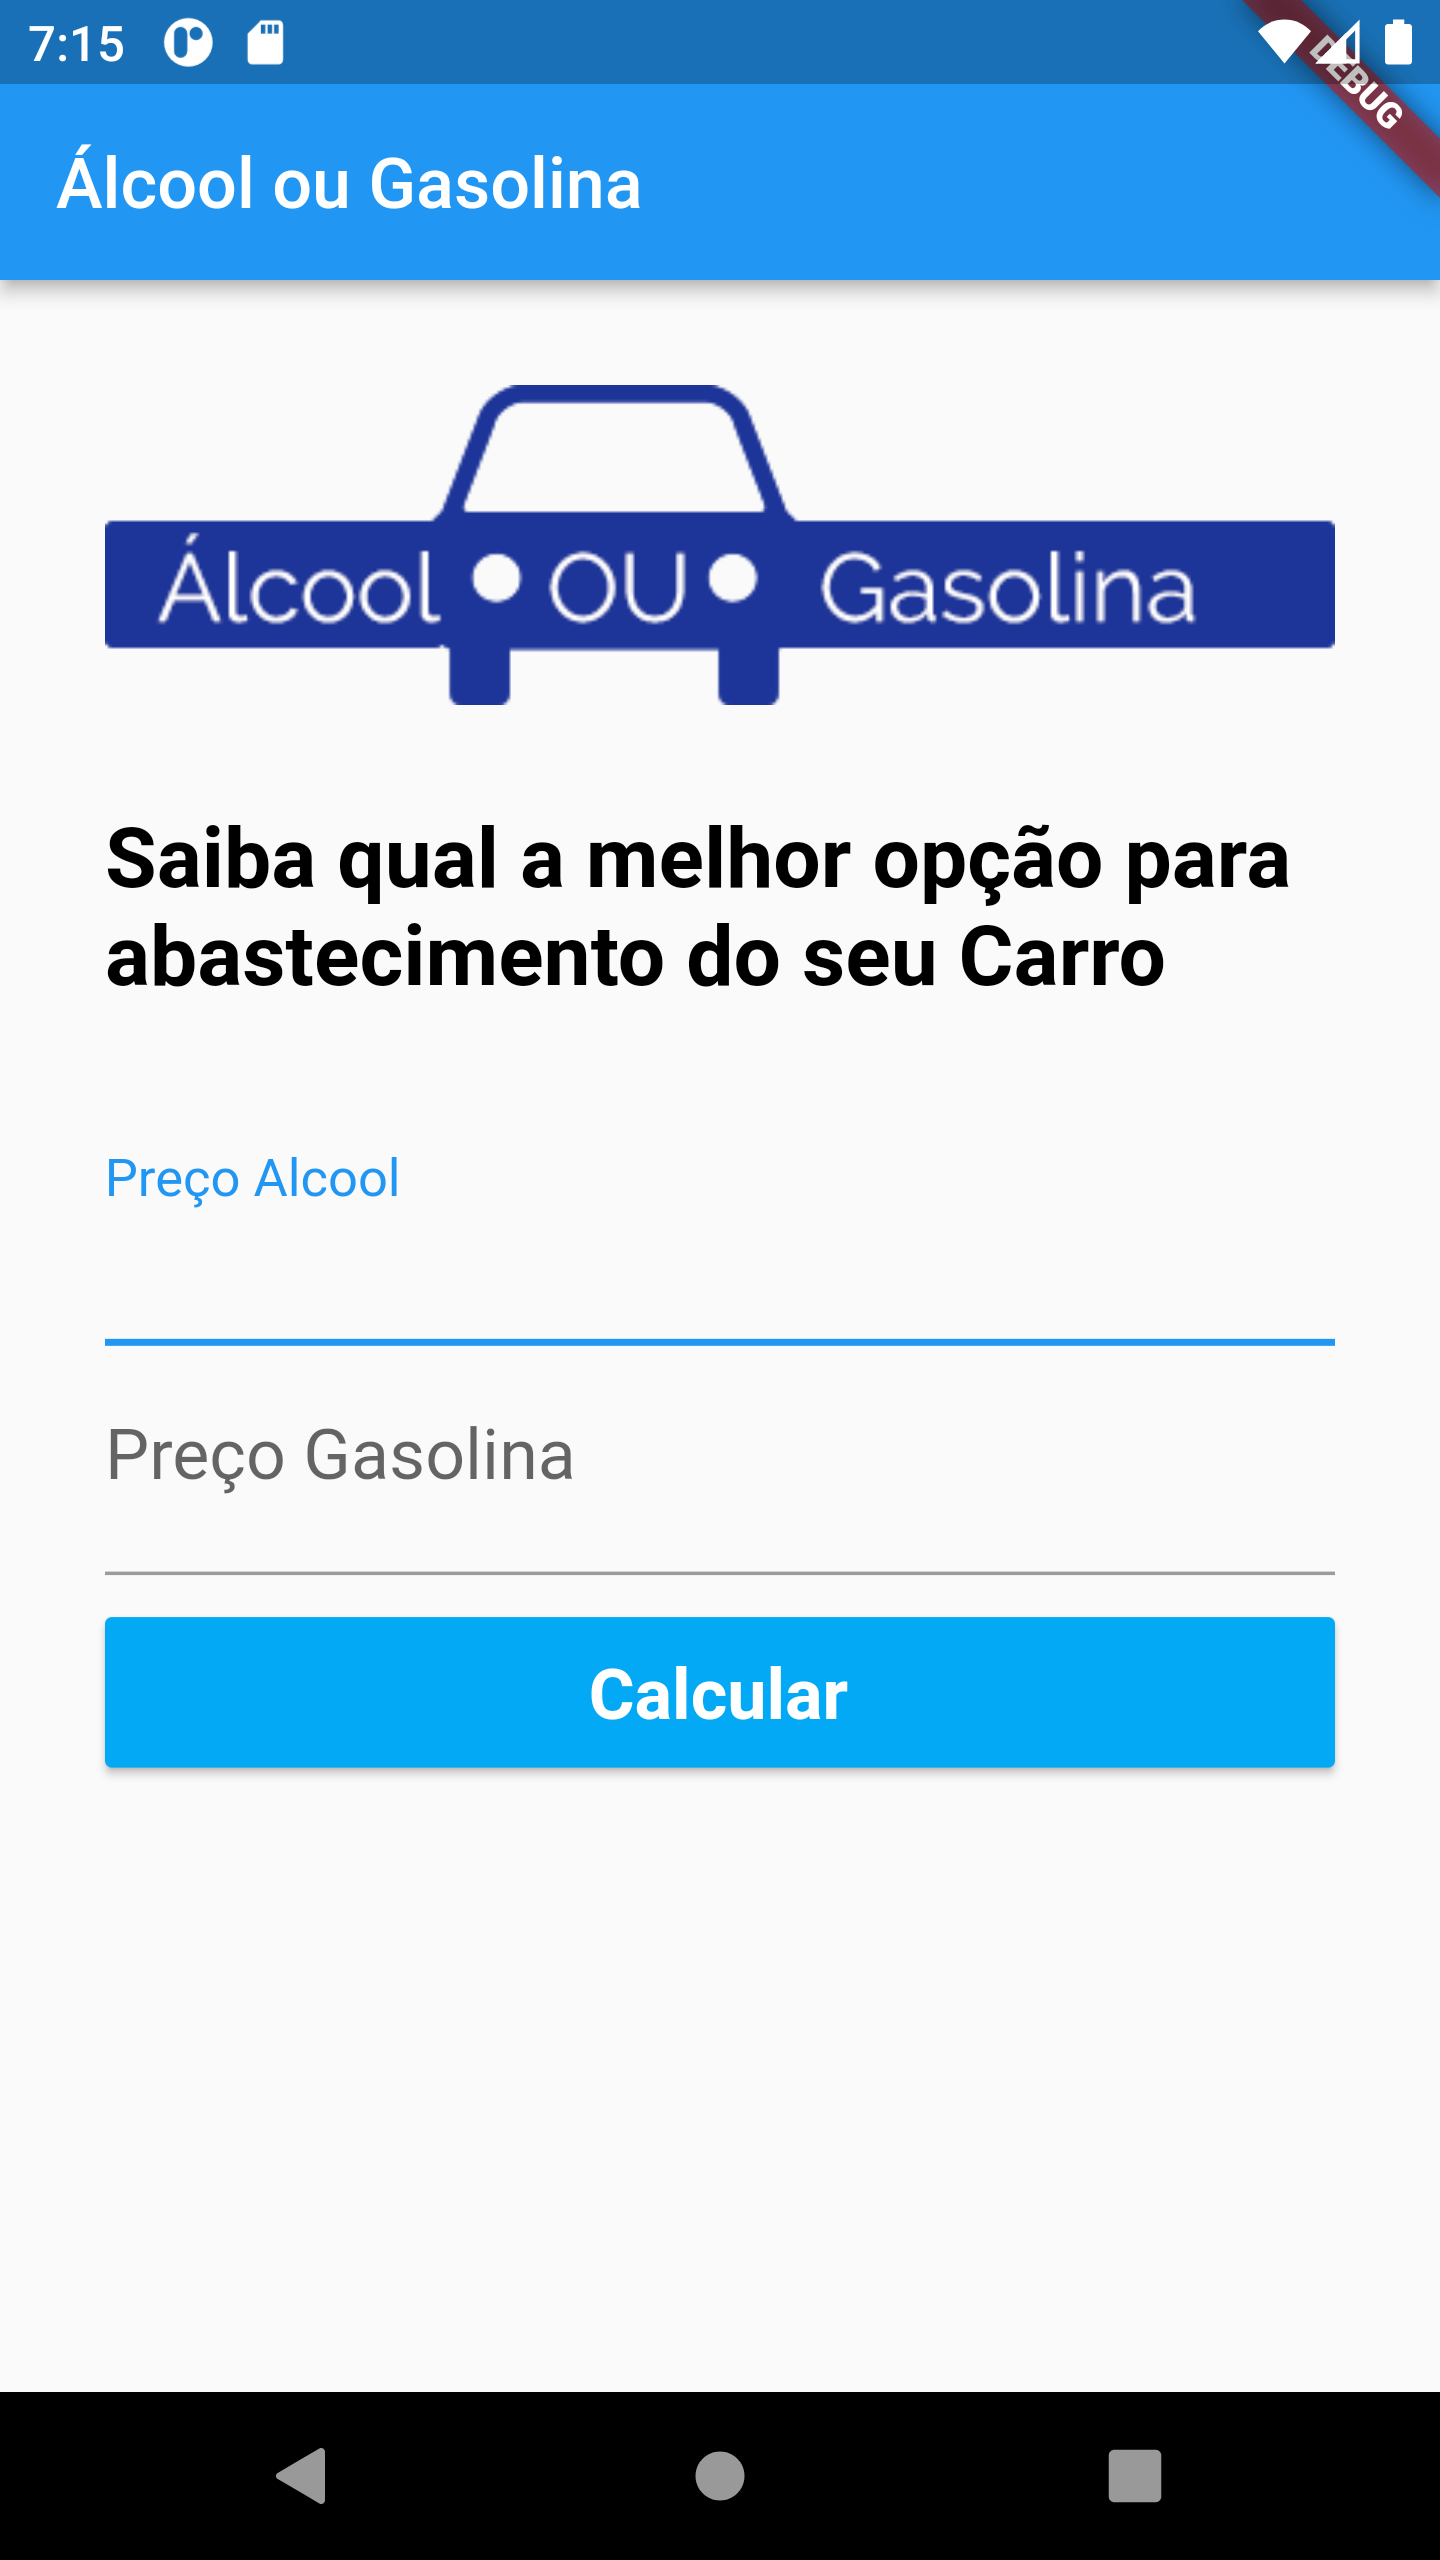 7:15
DEBUG
Álcool ou Gasolina
Álcool OU Gasolina
Saiba qual a melhor opção para
abastecimento do seu Carro
Preço Alcool
Preço Gasolina
Calcular